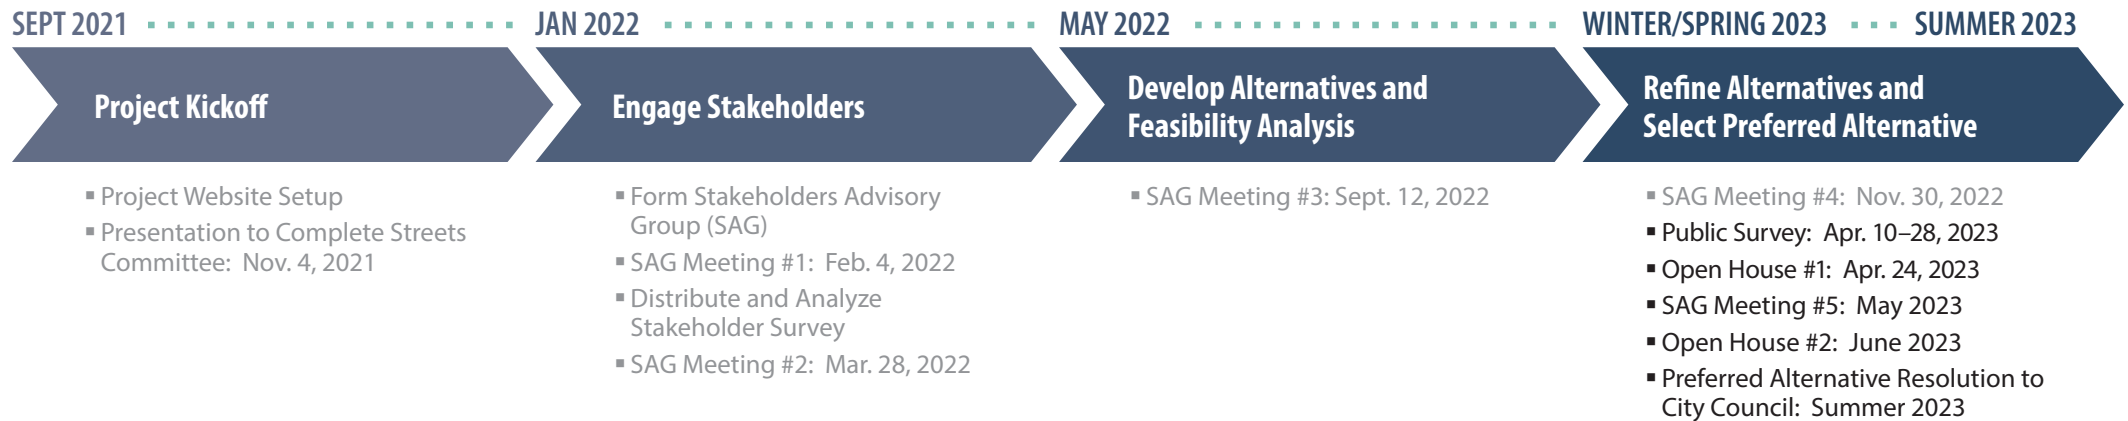 SEPT 2021
JAN 2022
MAY 2022
WINTER/SPRING 2023
SUMMER 2023
Project Kickoff
▪ Project Website Setup
▪ Presentation to Complete Streets
Committee: Nov. 4, 2021
Engage Stakeholders
▪ Form Stakeholders Advisory
Group (SAG)
▪ SAG Meeting #1: Feb. 4, 2022
▪ Distribute and Analyze
Stakeholder Survey
▪ SAG Meeting #2: Mar. 28, 2022
Develop Alternatives and
Feasibility Analysis
▪ SAG Meeting #3: Sept. 12, 2022
Refine Alternatives and
Select Preferred Alternative
▪ SAG Meeting #4: Nov. 30, 2022
▪ Public Survey: Apr. 10–28, 2023
▪ Open House #1: Apr. 24, 2023
▪ SAG Meeting #5: May 2023
▪ Open House #2: June 2023
▪ Preferred Alternative Resolution to
City Council: Summer 2023